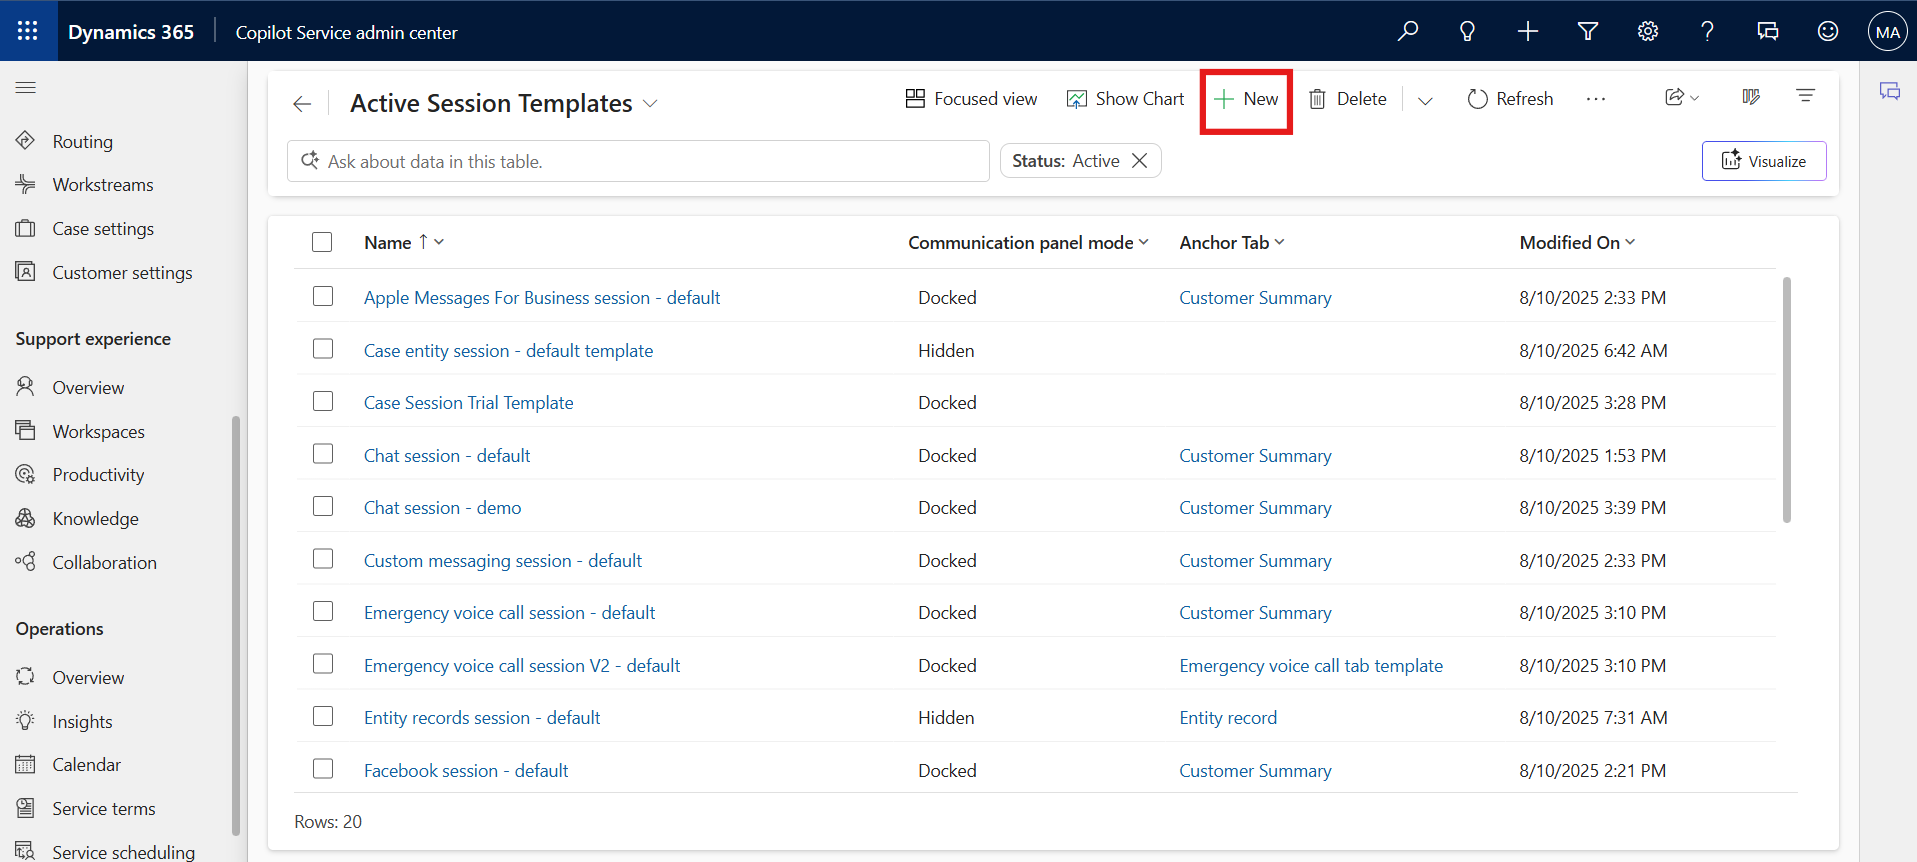 Dynamics 365 Copilot Service admin center MA
Active Session Templates Focused view Show Chart New Delete Refresh
Ask about data in this table. Status: Active Visualize
Routing
Workstreams
Case settings
Customer settings
Support experience
Overview
Workspaces
Productivity
Knowledge
Collaboration
Operations
Overview
Insights
Calendar
Service terms
Service scheduling
Name Communication panel mode Anchor Tab Modified On
Apple Messages For Business session - default Docked Customer Summary 8/10/2025 2:33 PM
Case entity session - default template Hidden 8/10/2025 6:42 AM
Case Session Trial Template Docked 8/10/2025 3:28 PM
Chat session - default Docked Customer Summary 8/10/2025 1:53 PM
Chat session - demo Docked Customer Summary 8/10/2025 3:39 PM
Custom messaging session - default Docked Customer Summary 8/10/2025 2:33 PM
Emergency voice call session - default Docked Customer Summary 8/10/2025 3:10 PM
Emergency voice call session V2 - default Docked Emergency voice call tab template 8/10/2025 3:10 PM
Entity records session - default Hidden Entity record 8/10/2025 7:31 AM
Facebook session - default Docked Customer Summary 8/10/2025 2:21 PM
Rows: 20